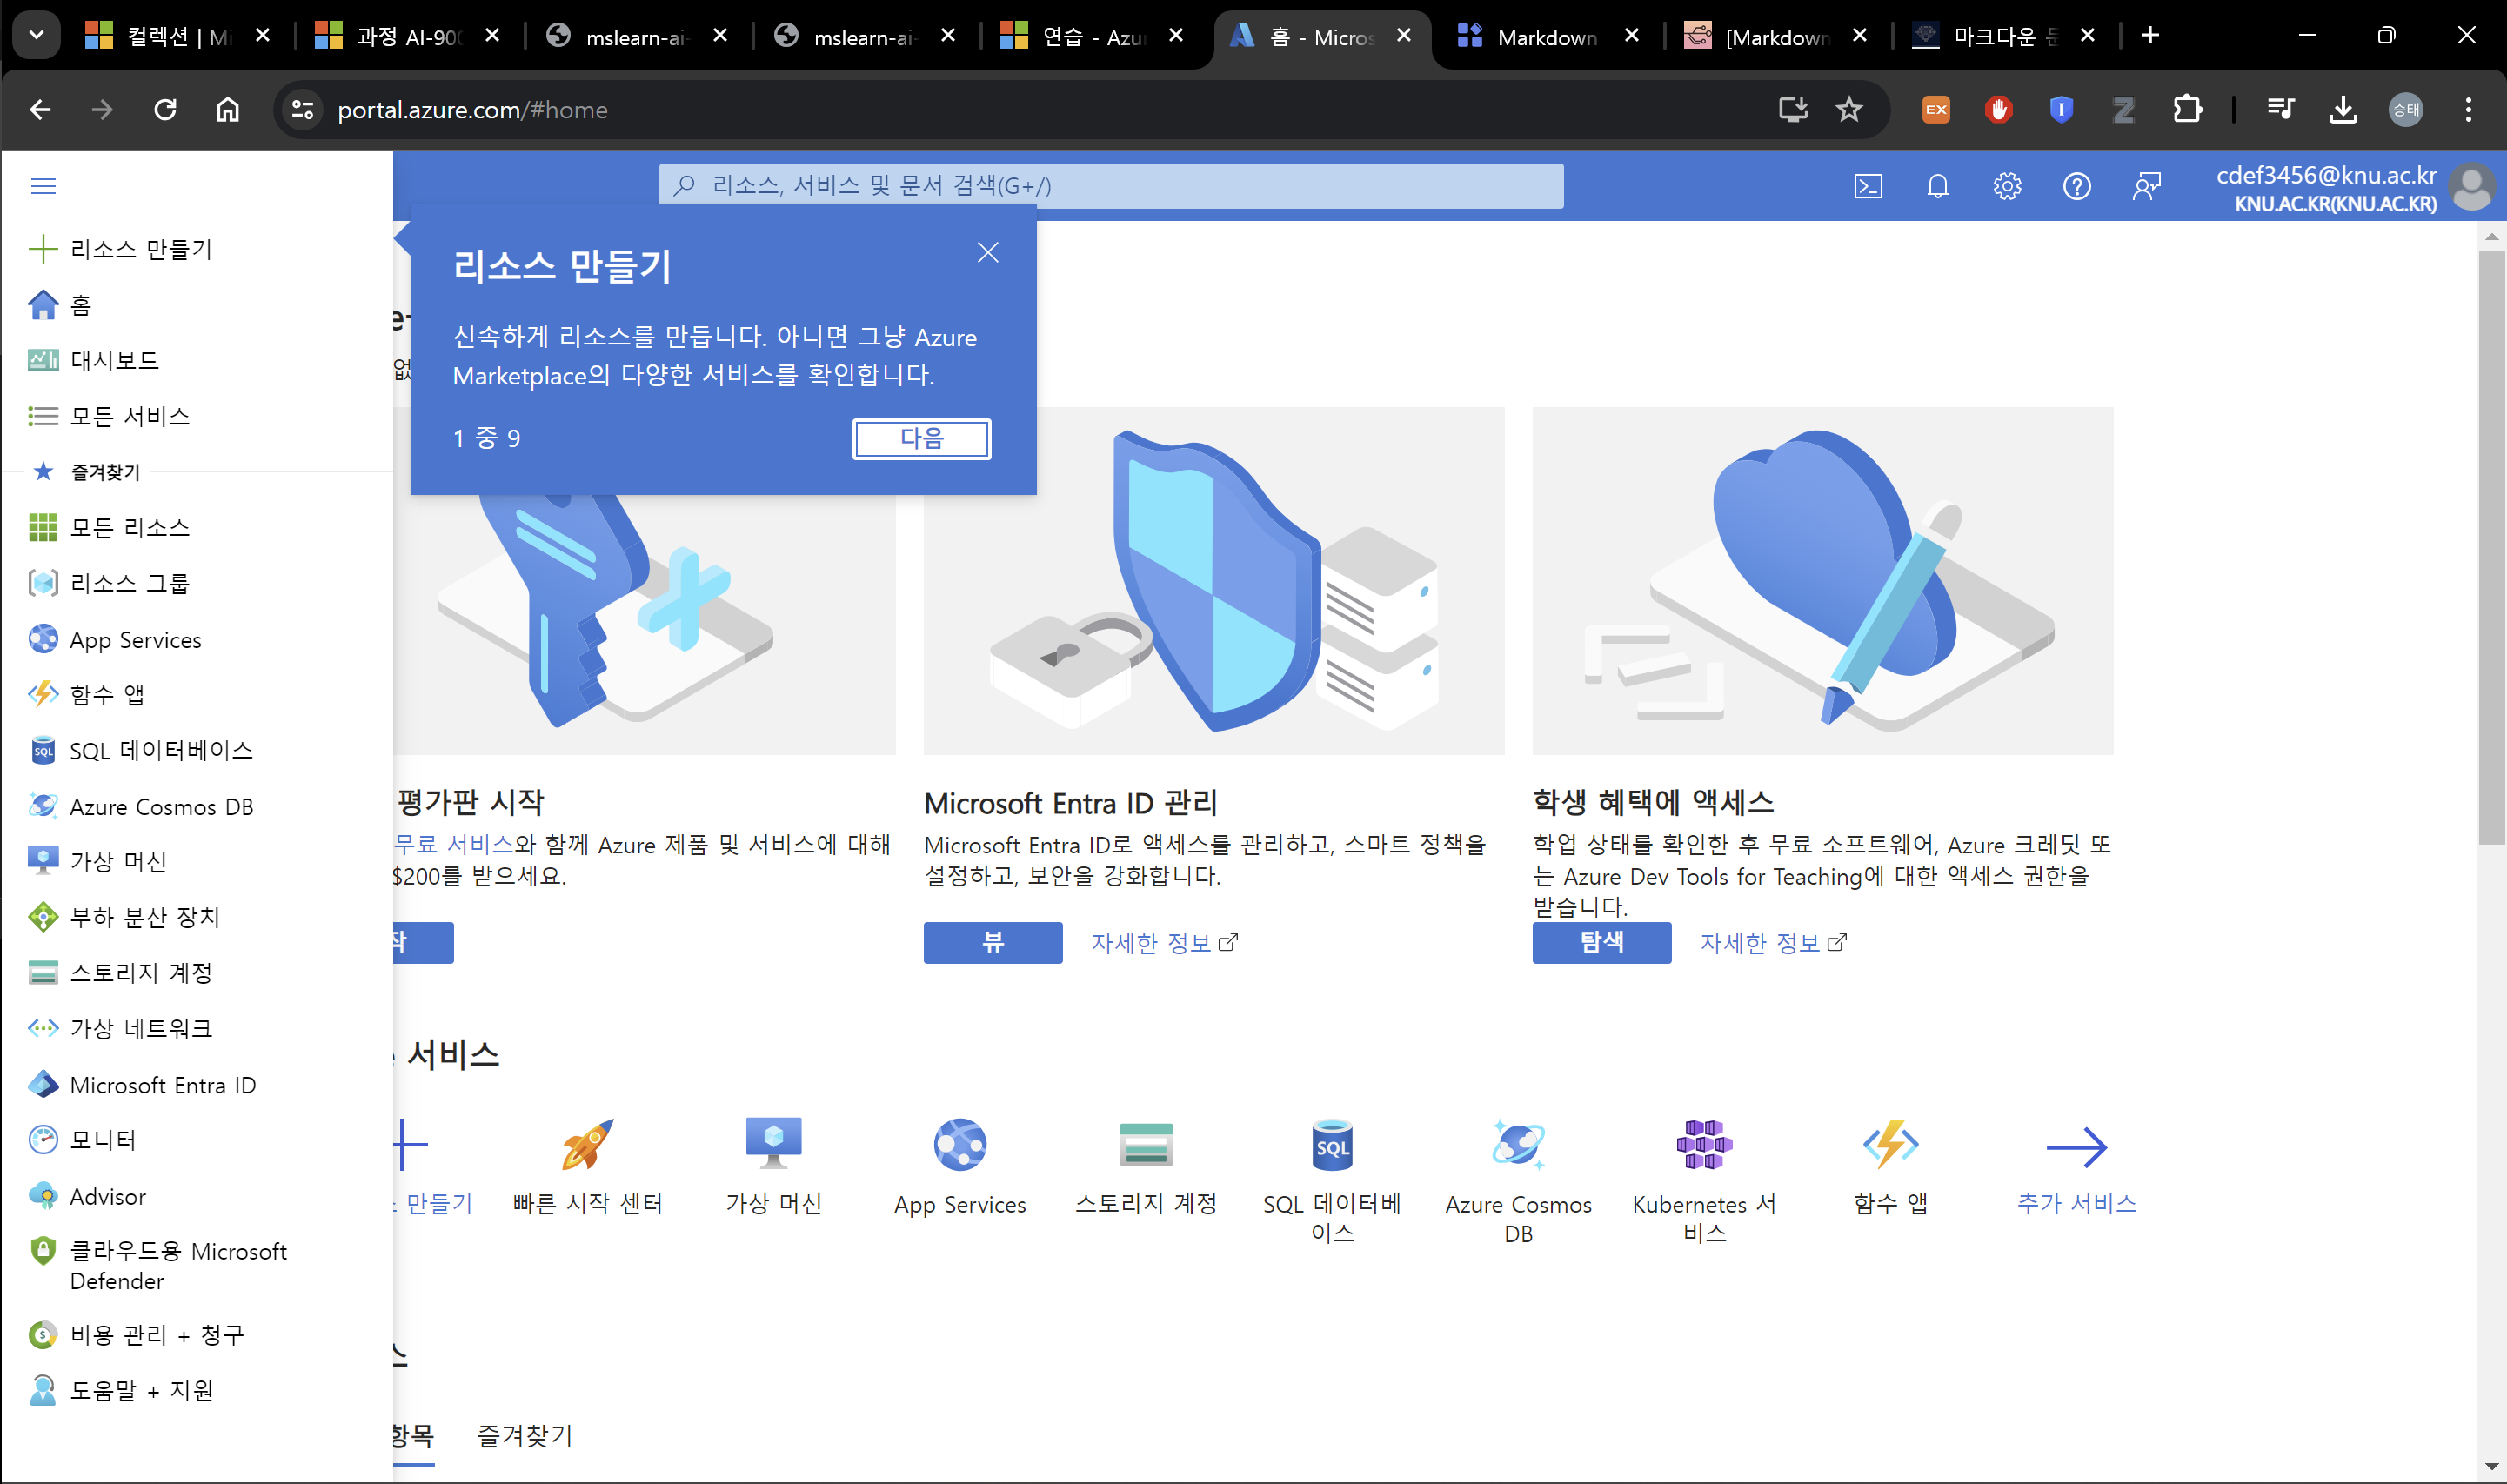 컬렉션 | Mi
과정 AI-900
mslearn-ai-
mslearn-ai-
연습 - Azur
홈 - Micros
Markdown
[Markdown
마크다운 문
portal.azure.com/#home
EX
승태
리소스, 서비스 및 문서 검색(G+/)
cdef3456@knu.ac.kr
KNU.AC.KR(KNU.AC.KR)
리소스 만들기
홈
대시보드
모든 서비스
즐겨찾기
모든 리소스
리소스 그룹
App Services
함수 앱
SQL 데이터베이스
Azure Cosmos DB
가상 머신
부하 분산 장치
스토리지 계정
가상 네트워크
Microsoft Entra ID
모니터
Advisor
클라우드용 Microsoft
Defender
비용 관리 + 청구
도움말 + 지원
리소스 만들기
신속하게 리소스를 만듭니다. 아니면 그냥 Azure
Marketplace의 다양한 서비스를 확인합니다.
1 중 9
다음
평가판 시작
무료 서비스와 함께 Azure 제품 및 서비스에 대해
$200를 받으세요.
작
Microsoft Entra ID 관리
Microsoft Entra ID로 액세스를 관리하고, 스마트 정책을
설정하고, 보안을 강화합니다.
뷰
자세한 정보
학생 혜택에 액세스
학업 상태를 확인한 후 무료 소프트웨어, Azure 크레딧 또
는 Azure Dev Tools for Teaching에 대한 액세스 권한을
받습니다.
탐색
자세한 정보
서비스
만들기
빠른 시작 센터
가상 머신
App Services
스토리지 계정
SQL 데이터베
이스
Azure Cosmos
DB
Kubernetes 서
비스
함수 앱
추가 서비스
스
항목
즐겨찾기